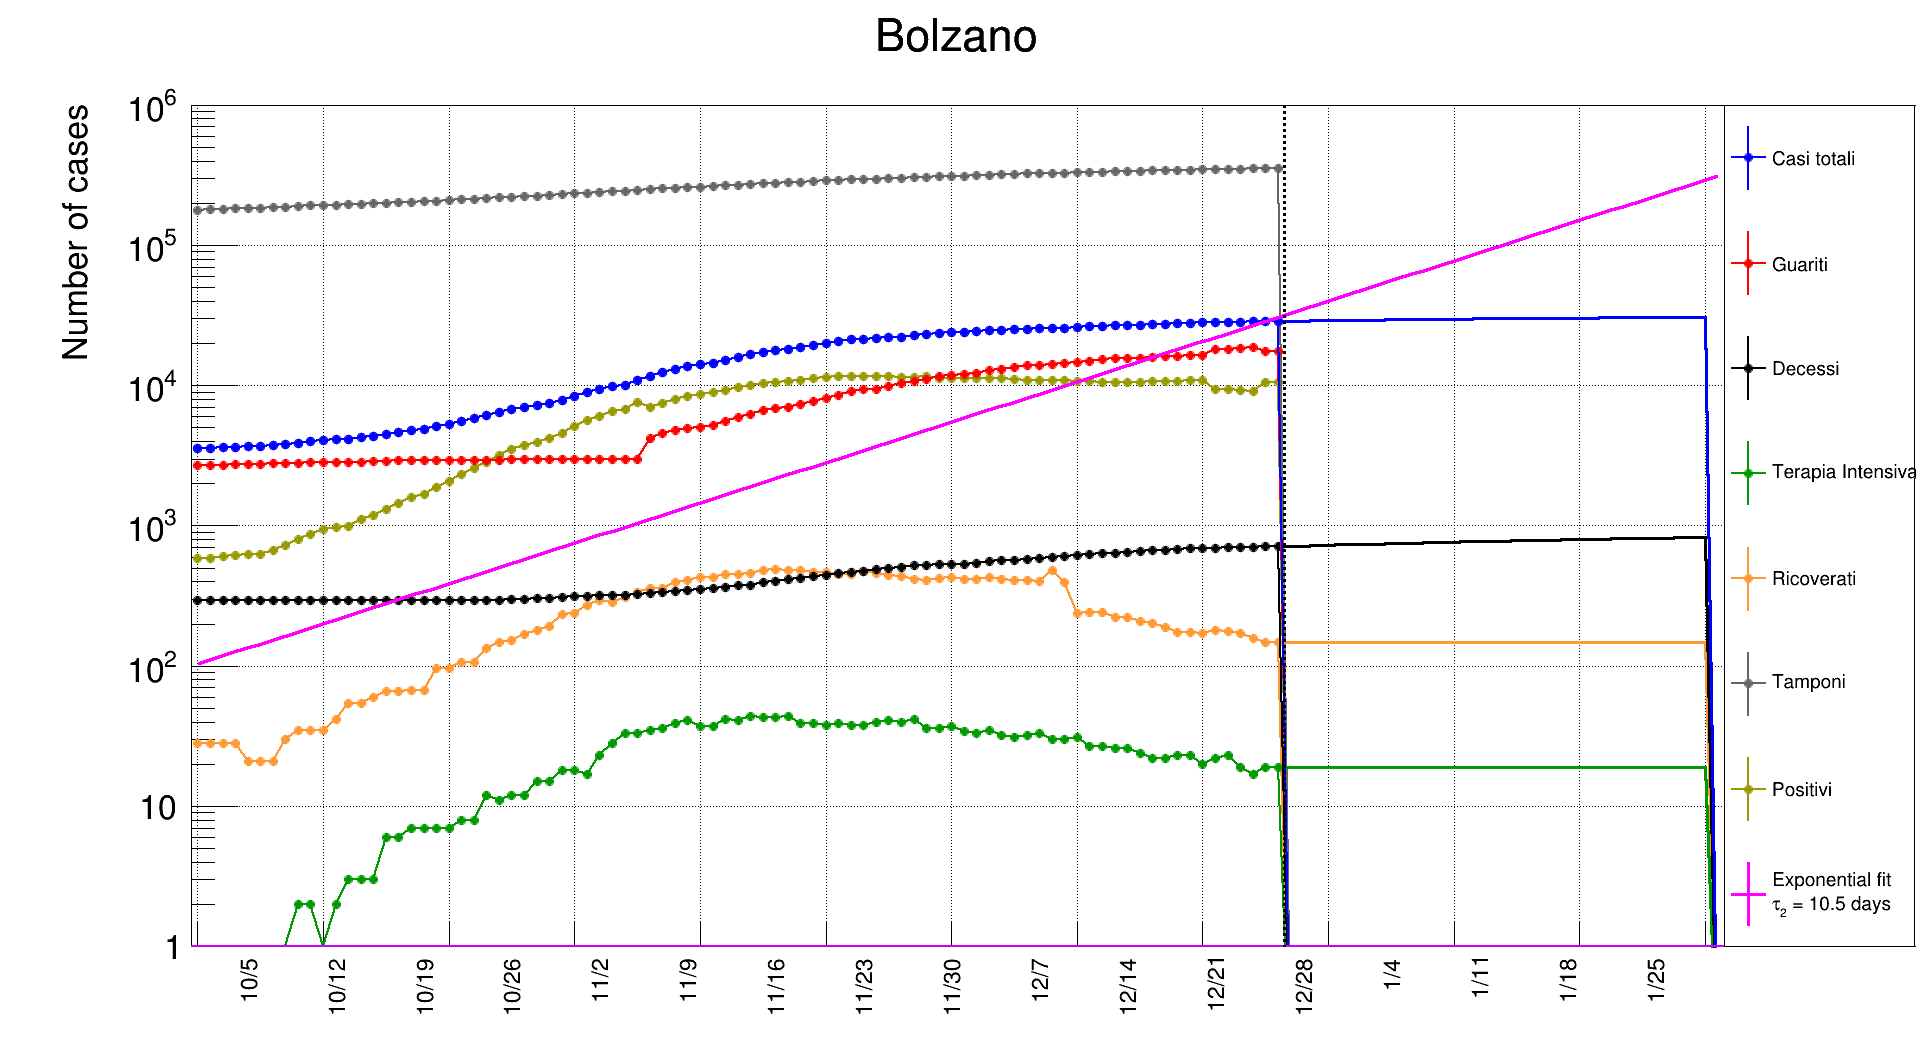 Bolzano
Number of cases
10^6
10^5
10^4
10^3
10^2
10
1
10/5
10/12
10/19
10/26
11/2
11/9
11/16
11/23
11/30
12/7
12/14
12/21
12/28
1/4
1/11
1/18
1/25
Casi totali
Guariti
Decessi
Terapia Intensiva
Ricoverati
Tamponi
Positivi
Exponential fit
τ₂ = 10.5 days